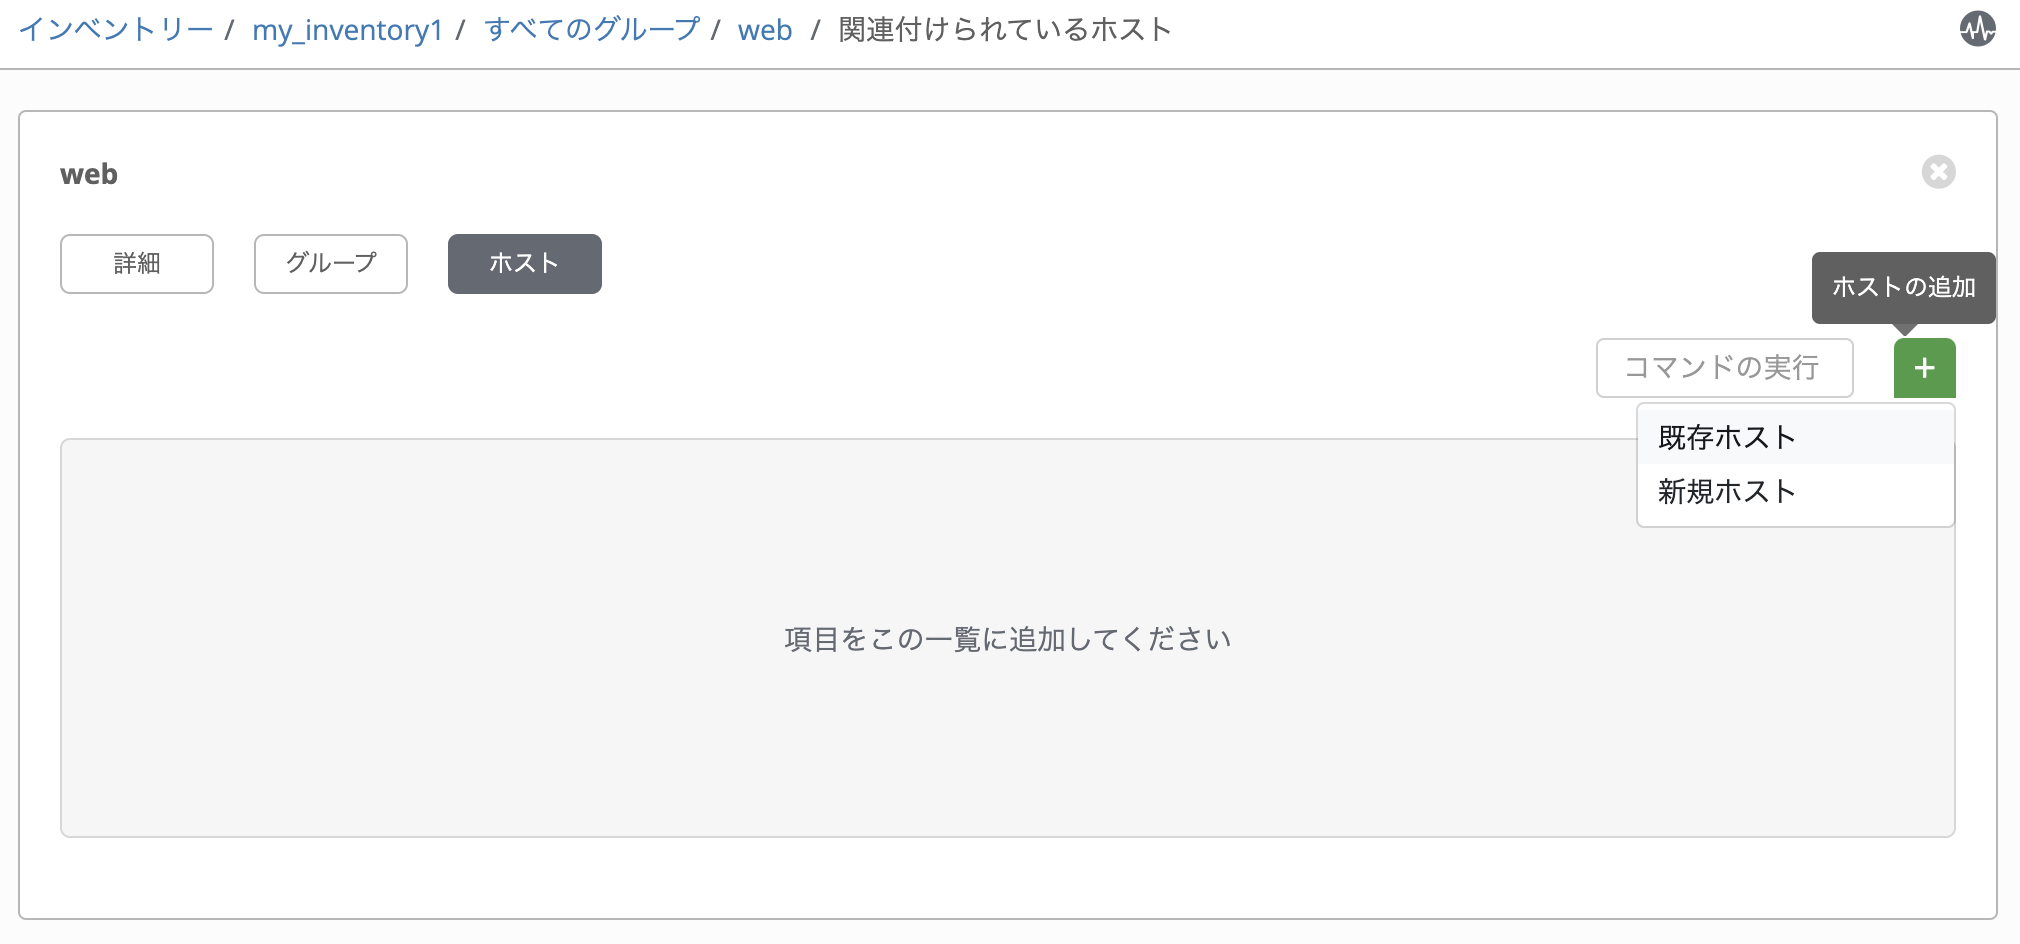 インベントリー / my_inventory1 / すべてのグループ / web / 関連付けられているホスト
web
詳細 グループ ホスト
ホストの追加
コマンドの実行 +
既存ホスト
新規ホスト
項目をこの一覧に追加してください